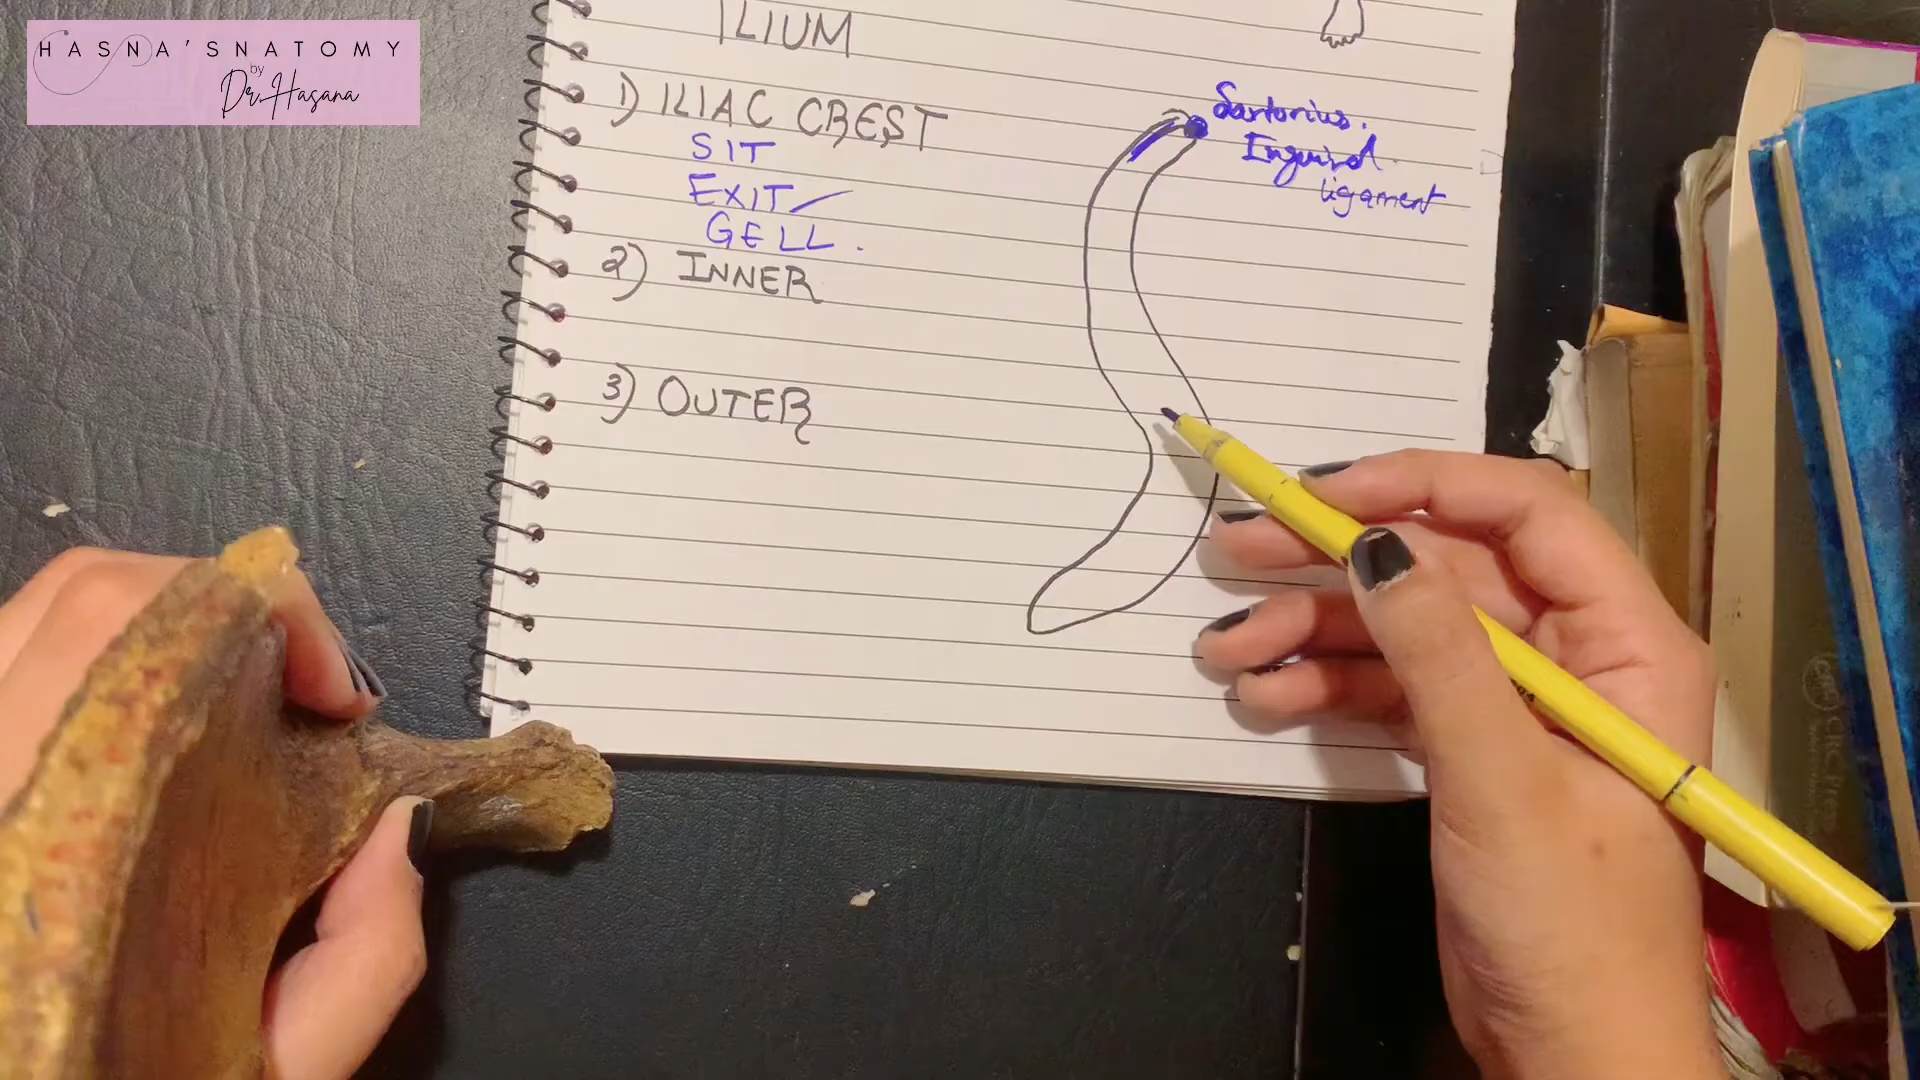 HASNA'SNATOMY
by
Dr.Hasana
ILIUM
1) ILIAC CREST
SIT
EXIT
GELL.
2) INNER
3) OUTER
Sartorius.
Inguinal
ligament